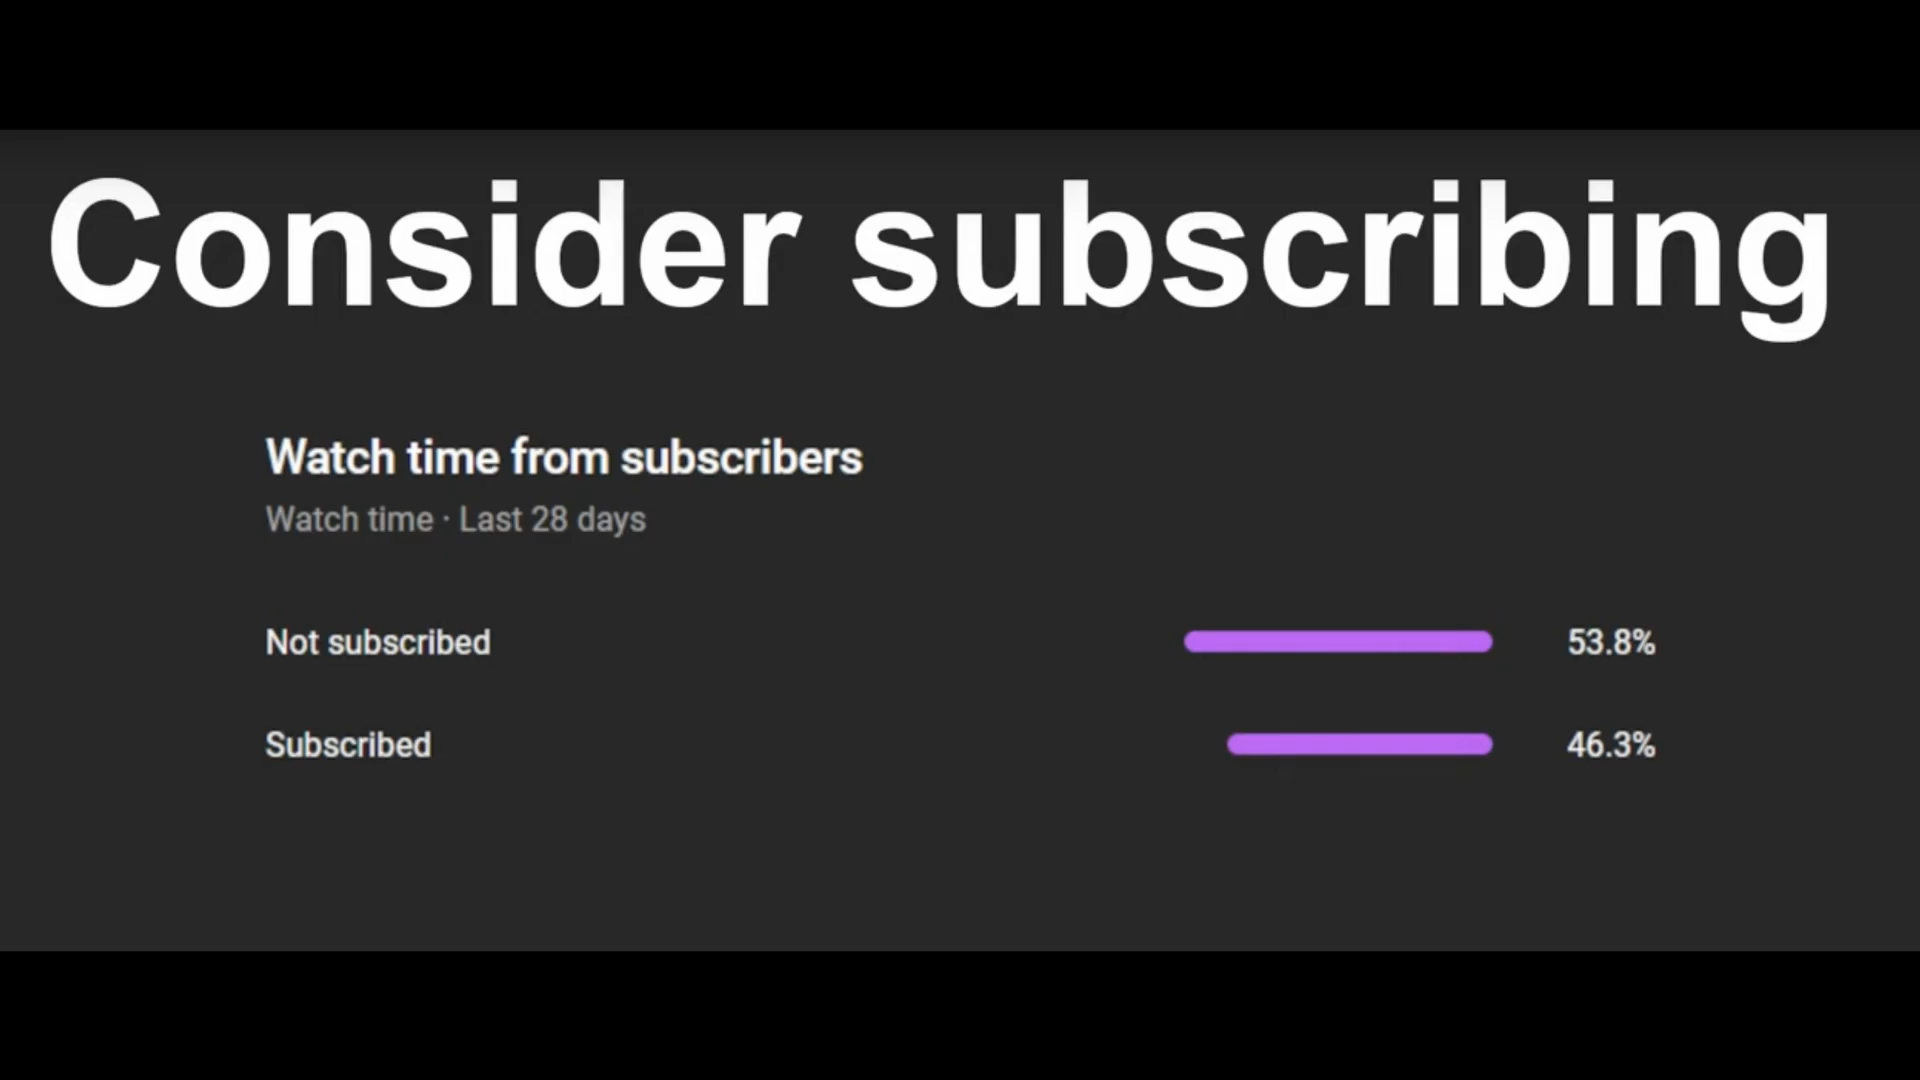 Consider subscribing
Watch time from subscribers
Watch time · Last 28 days
Not subscribed 53.8%
Subscribed 46.3%